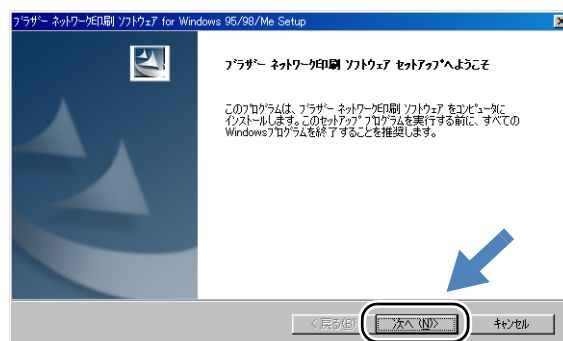 ﾌﾞﾗｻﾞｰ ﾈｯﾄﾜｰｸ印刷 ｿﾌﾄｳｪｱ for Windows 95/98/Me Setup
ﾌﾞﾗｻﾞｰ ﾈｯﾄﾜｰｸ印刷 ｿﾌﾄｳｪｱ ｾｯﾄｱｯﾌﾟへようこそ
このﾌﾟﾛｸﾞﾗﾑは、ﾌﾞﾗｻﾞｰ ﾈｯﾄﾜｰｸ印刷 ｿﾌﾄｳｪｱ をｺﾝﾋﾟｭｰﾀに
ｲﾝｽﾄｰﾙします。このｾｯﾄｱｯﾌﾟ ﾌﾟﾛｸﾞﾗﾑを実行する前に、すべての
Windowsﾌﾟﾛｸﾞﾗﾑを終了することを推奨します。
< 戻る(B) 次へ (N)> ｷｬﾝｾﾙ